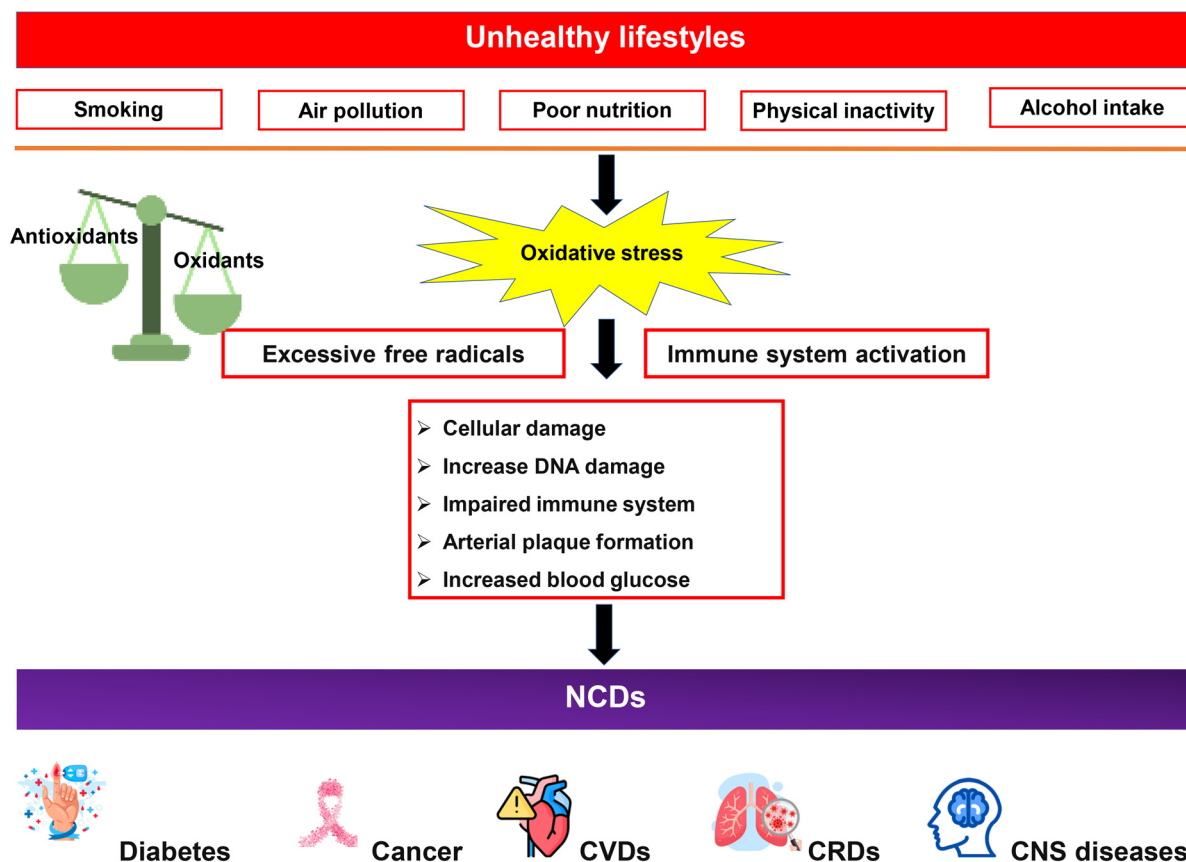 Unhealthy lifestyles
Smoking
Air pollution
Poor nutrition
Physical inactivity
Alcohol intake
Antioxidants
Oxidants
Oxidative stress
Excessive free radicals
Immune system activation
➢ Cellular damage
➢ Increase DNA damage
➢ Impaired immune system
➢ Arterial plaque formation
➢ Increased blood glucose
NCDs
Diabetes
Cancer
CVDs
CRDs
CNS diseases